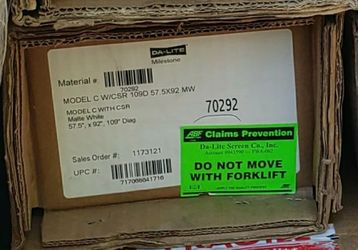 DA-LITE
Milestone
Material #
70292
MODEL C W/CSR 109D 57.5X92 MW
MODEL C WITH CSR
Matte White
57.5" x 92", 109" Diag
70292
Sales Order #: 1173121
UPC #:
717068041716
ABF Claims Prevention
Da-Lite Screen Co., Inc.
DO NOT MOVE
WITH FORKLIFT